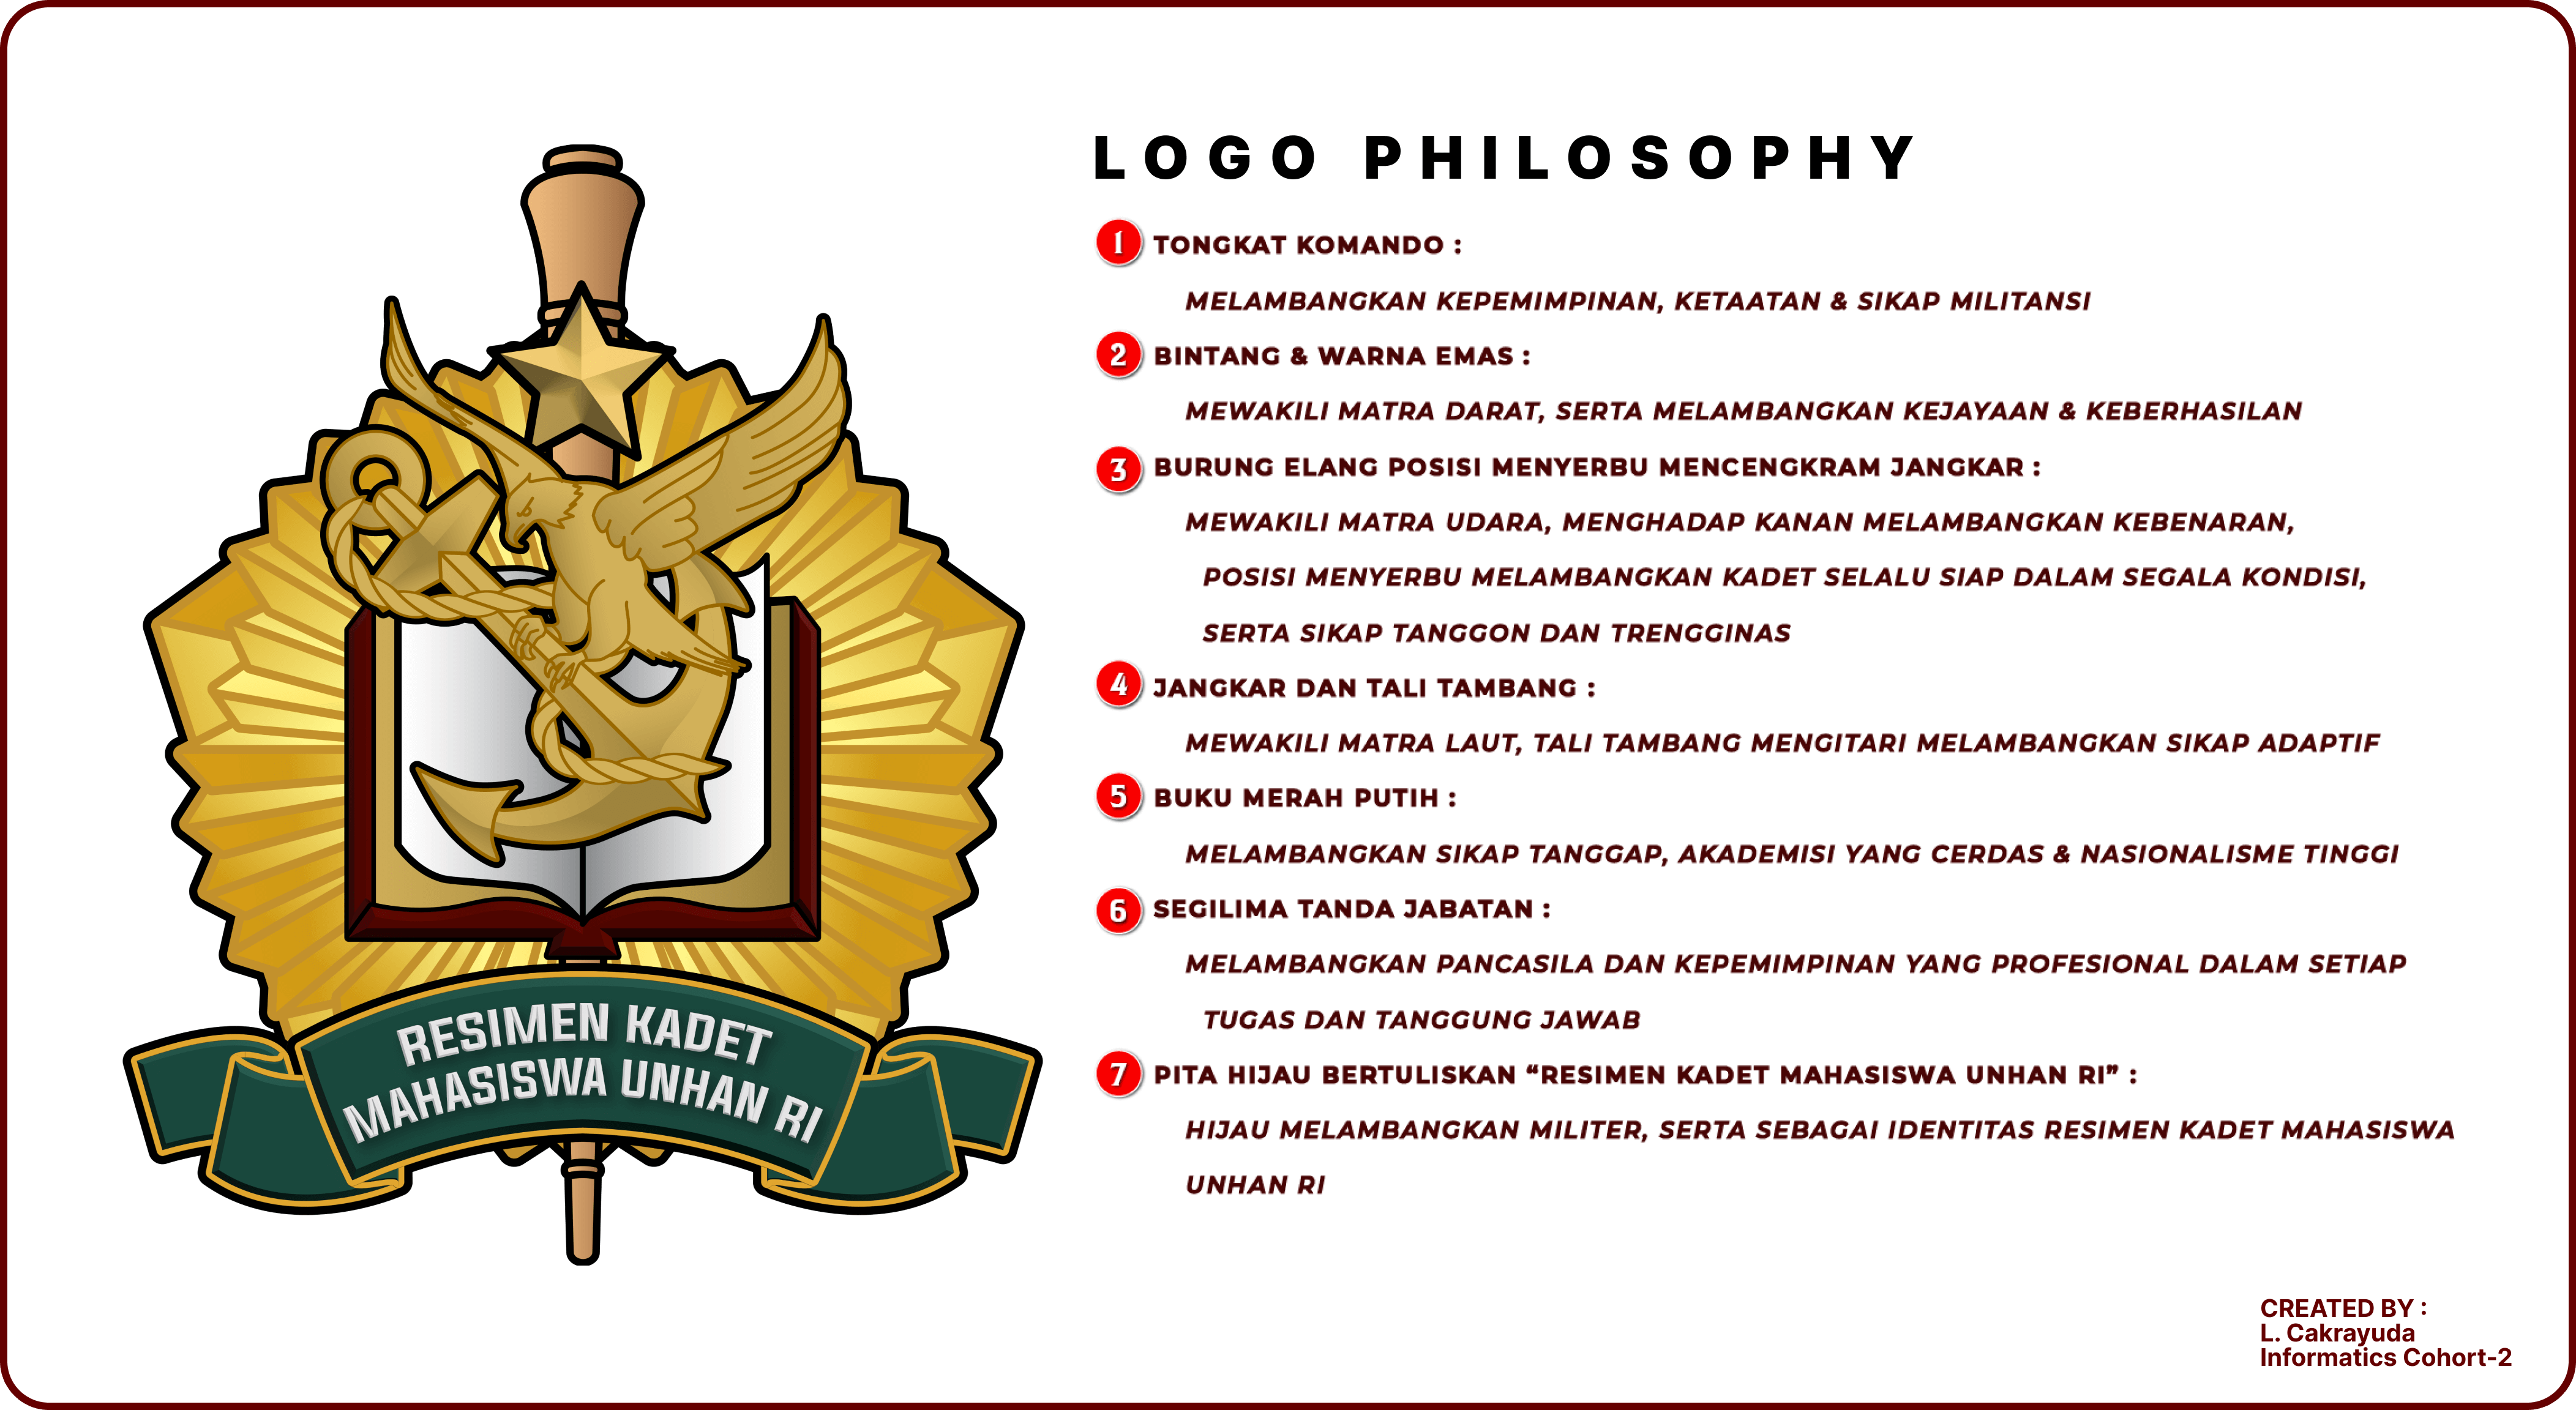 LOGO PHILOSOPHY
1 TONGKAT KOMANDO :
MELAMBANGKAN KEPEMIMPINAN, KETAATAN & SIKAP MILITANSI
2 BINTANG & WARNA EMAS :
MEWAKILI MATRA DARAT, SERTA MELAMBANGKAN KEJAYAAN & KEBERHASILAN
3 BURUNG ELANG POSISI MENYERBU MENCENGKRAM JANGKAR :
MEWAKILI MATRA UDARA, MENGHADAP KANAN MELAMBANGKAN KEBENARAN,
POSISI MENYERBU MELAMBANGKAN KADET SELALU SIAP DALAM SEGALA KONDISI,
SERTA SIKAP TANGGON DAN TRENGGINAS
4 JANGKAR DAN TALI TAMBANG :
MEWAKILI MATRA LAUT, TALI TAMBANG MENGITARI MELAMBANGKAN SIKAP ADAPTIF
5 BUKU MERAH PUTIH :
MELAMBANGKAN SIKAP TANGGAP, AKADEMISI YANG CERDAS & NASIONALISME TINGGI
6 SEGILIMA TANDA JABATAN :
MELAMBANGKAN PANCASILA DAN KEPEMIMPINAN YANG PROFESIONAL DALAM SETIAP
TUGAS DAN TANGGUNG JAWAB
7 PITA HIJAU BERTULISKAN “RESIMEN KADET MAHASISWA UNHAN RI” :
HIJAU MELAMBANGKAN MILITER, SERTA SEBAGAI IDENTITAS RESIMEN KADET MAHASISWA
UNHAN RI
RESIMEN KADET
MAHASISWA UNHAN RI
CREATED BY :
L. Cakrayuda
Informatics Cohort-2